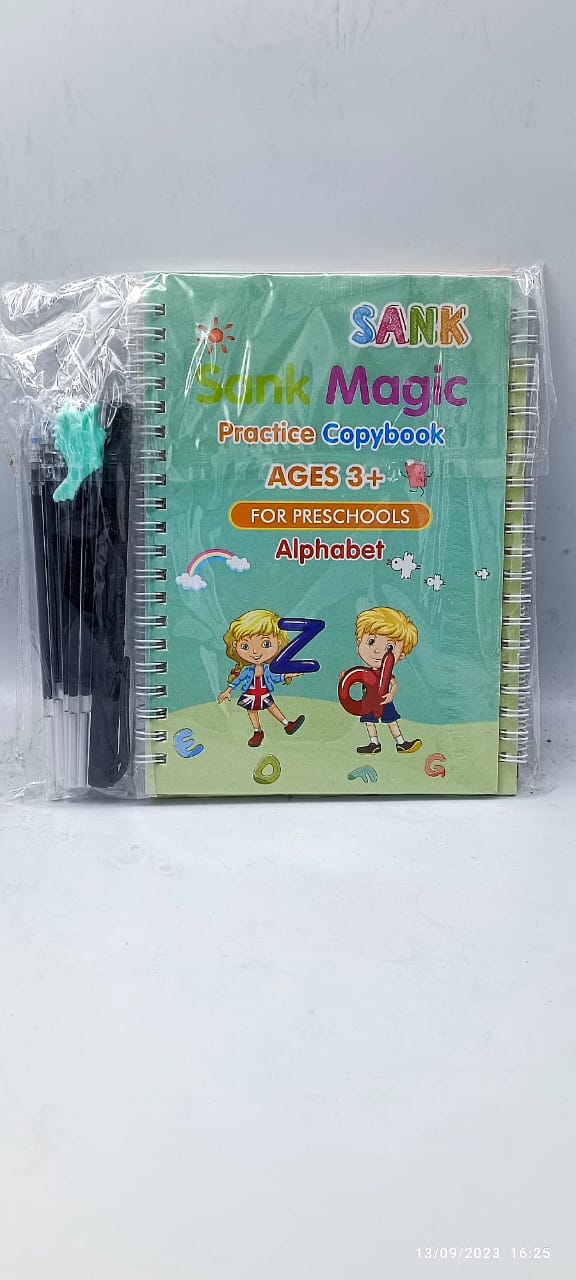 SANK
Sank Magic
Practice Copybook
AGES 3+
FOR PRESCHOOLS
Alphabet
Z
d
E
O
F
G
13/09/2023 16:25